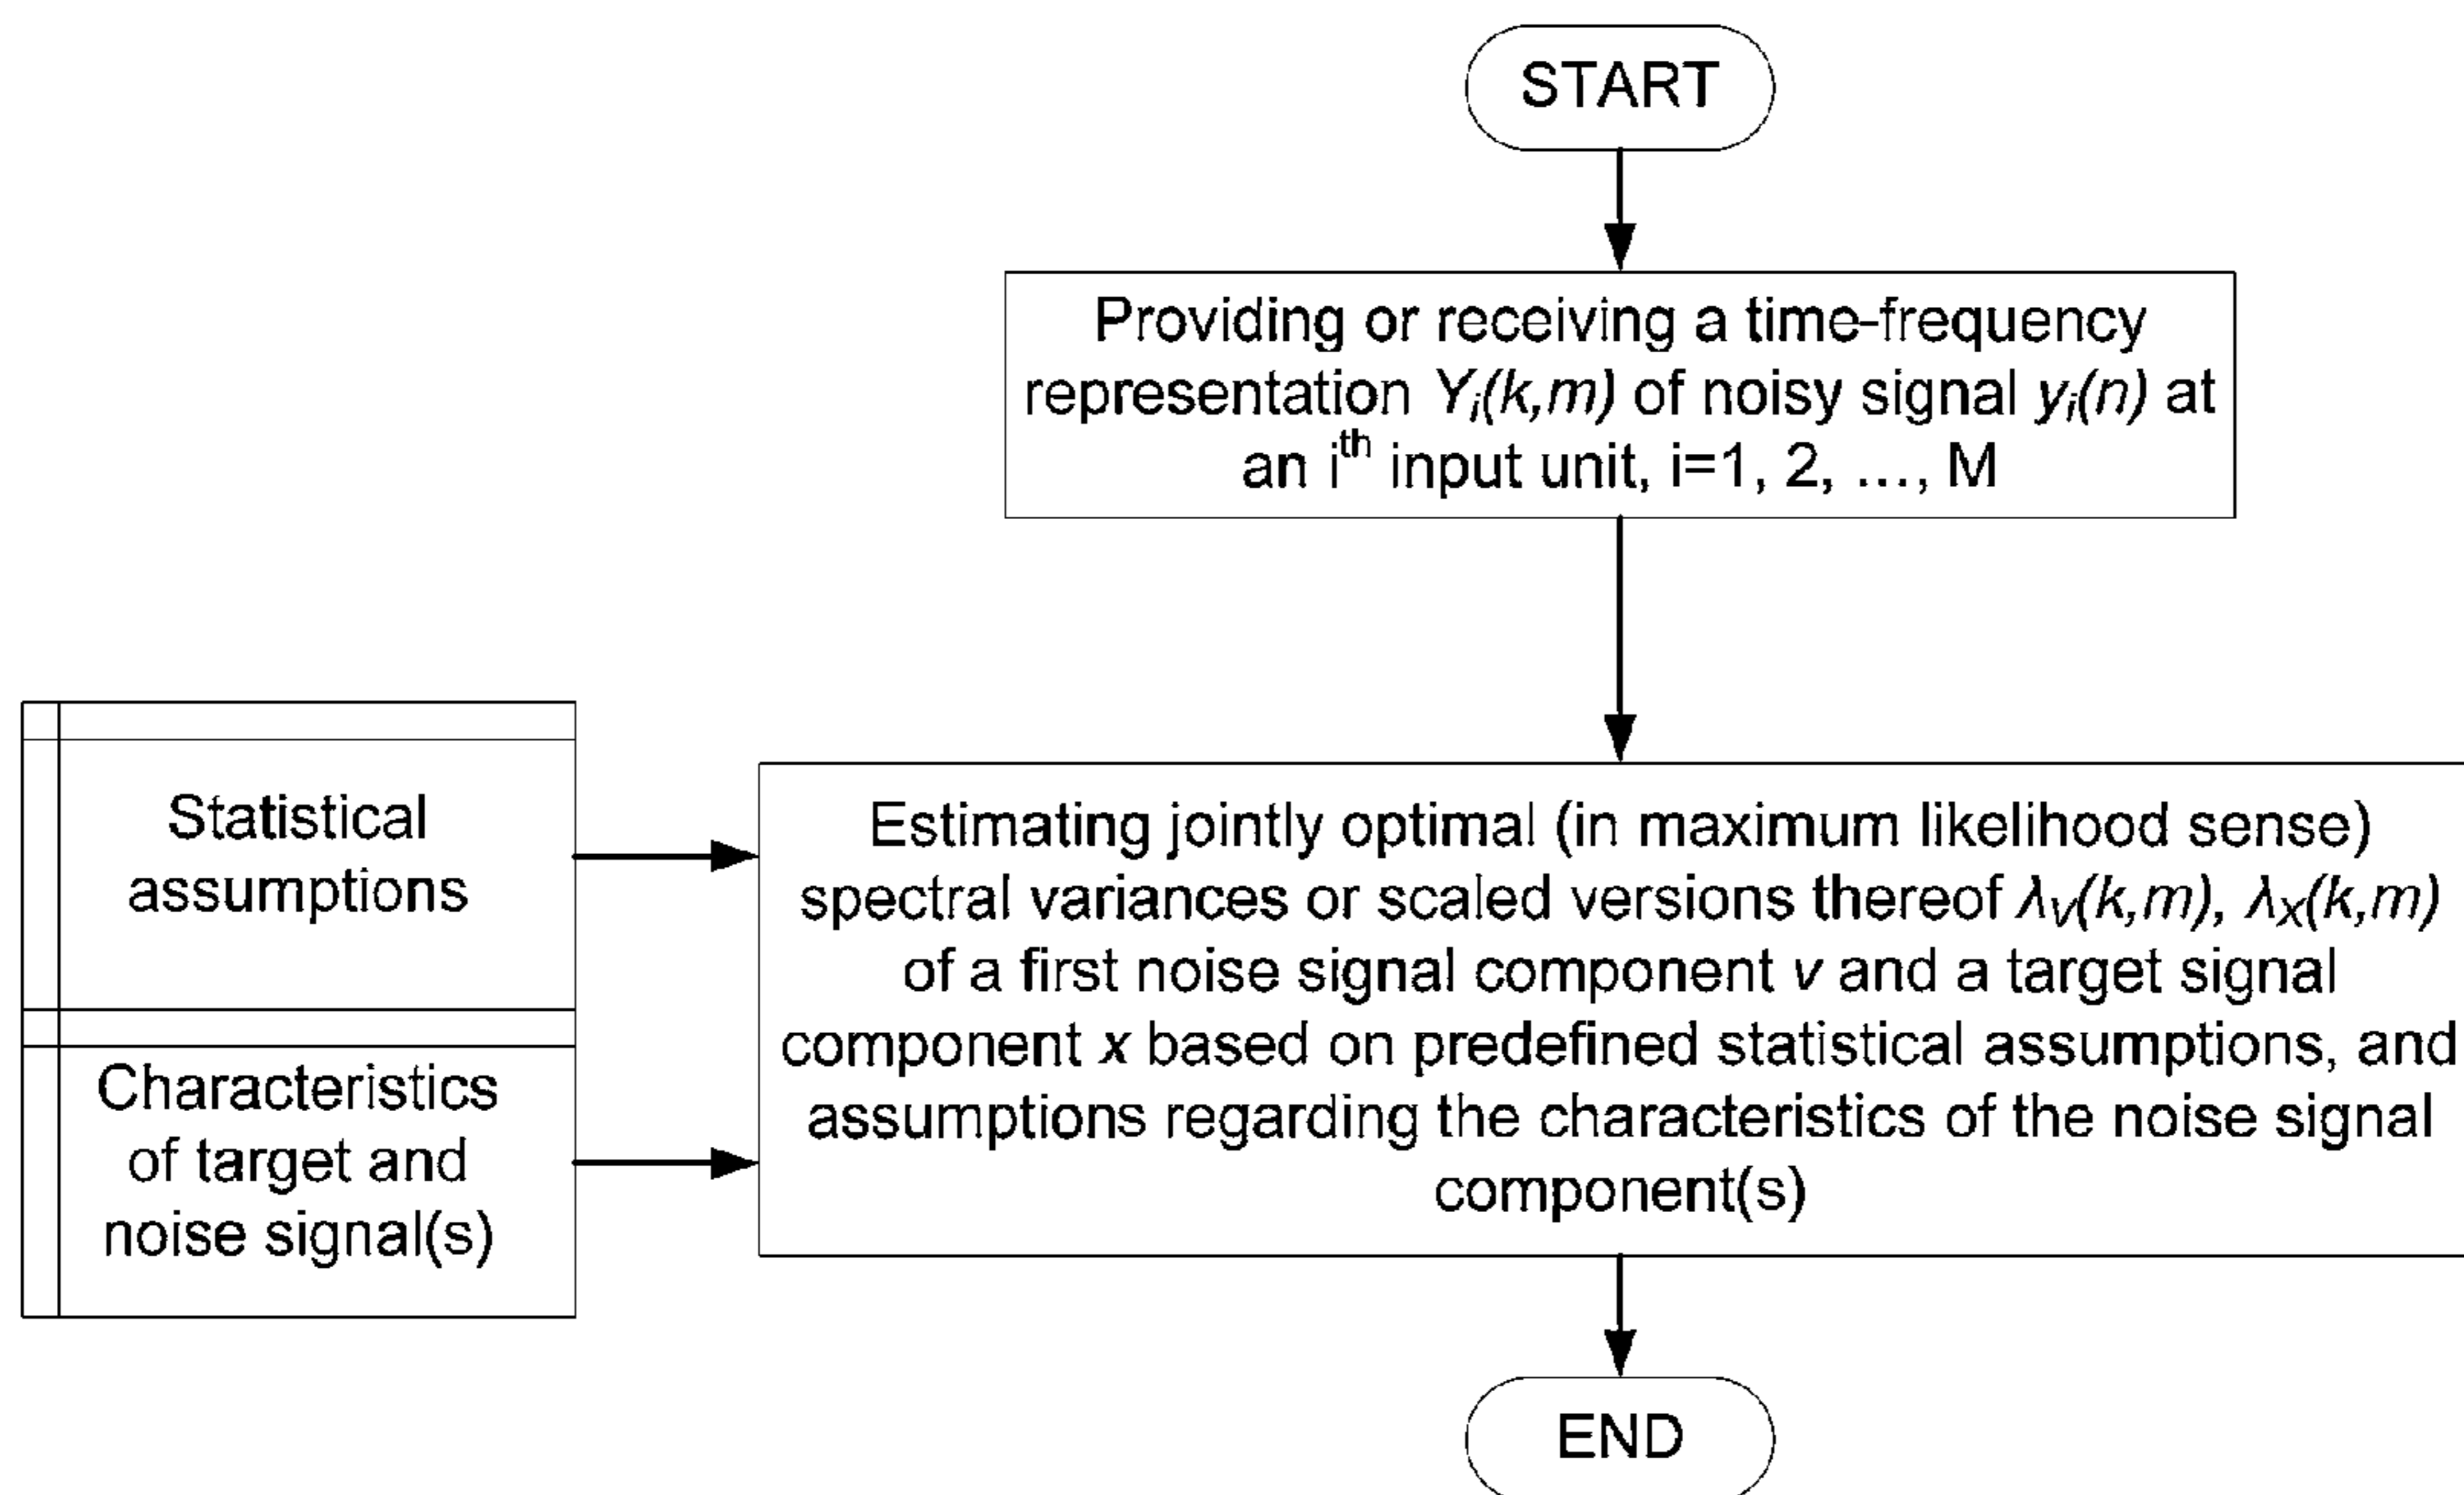 START
Providing or receiving a time-frequency
representation Yᵢ(k,m) of noisy signal yᵢ(n) at
an iᵗʰ input unit, i=1, 2, ..., M
Statistical
assumptions
Characteristics
of target and
noise signal(s)
Estimating jointly optimal (in maximum likelihood sense)
spectral variances or scaled versions thereof λ_V(k,m), λ_X(k,m)
of a first noise signal component v and a target signal
component x based on predefined statistical assumptions, and
assumptions regarding the characteristics of the noise signal
component(s)
END